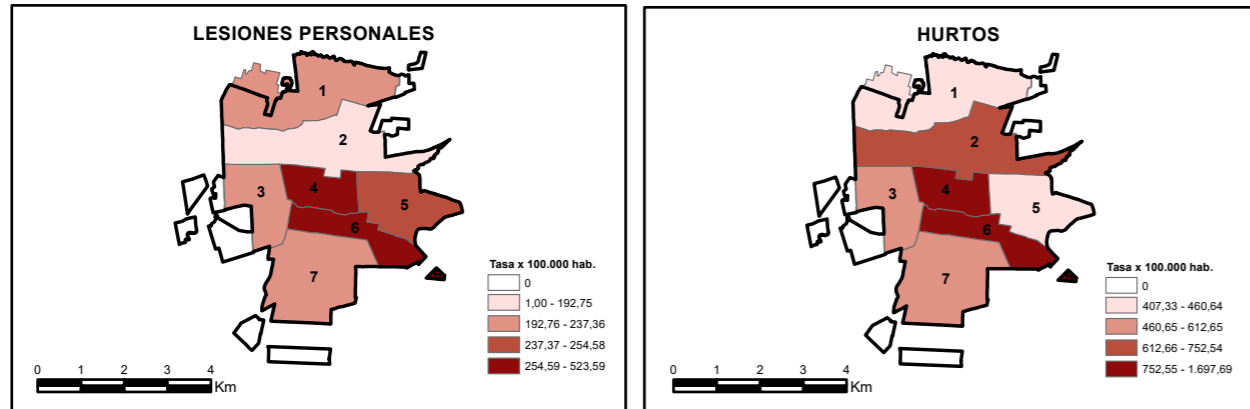 LESIONES PERSONALES
1
2
3
4
5
6
7
Tasa x 100.000 hab.
0
1,00 - 192,75
192,76 - 237,36
237,37 - 254,58
254,59 - 523,59
0 1 2 3 4
Km
HURTOS
1
2
3
4
5
6
7
Tasa x 100.000 hab.
0
407,33 - 460,64
460,65 - 612,65
612,66 - 752,54
752,55 - 1.697,69
0 1 2 3 4
Km